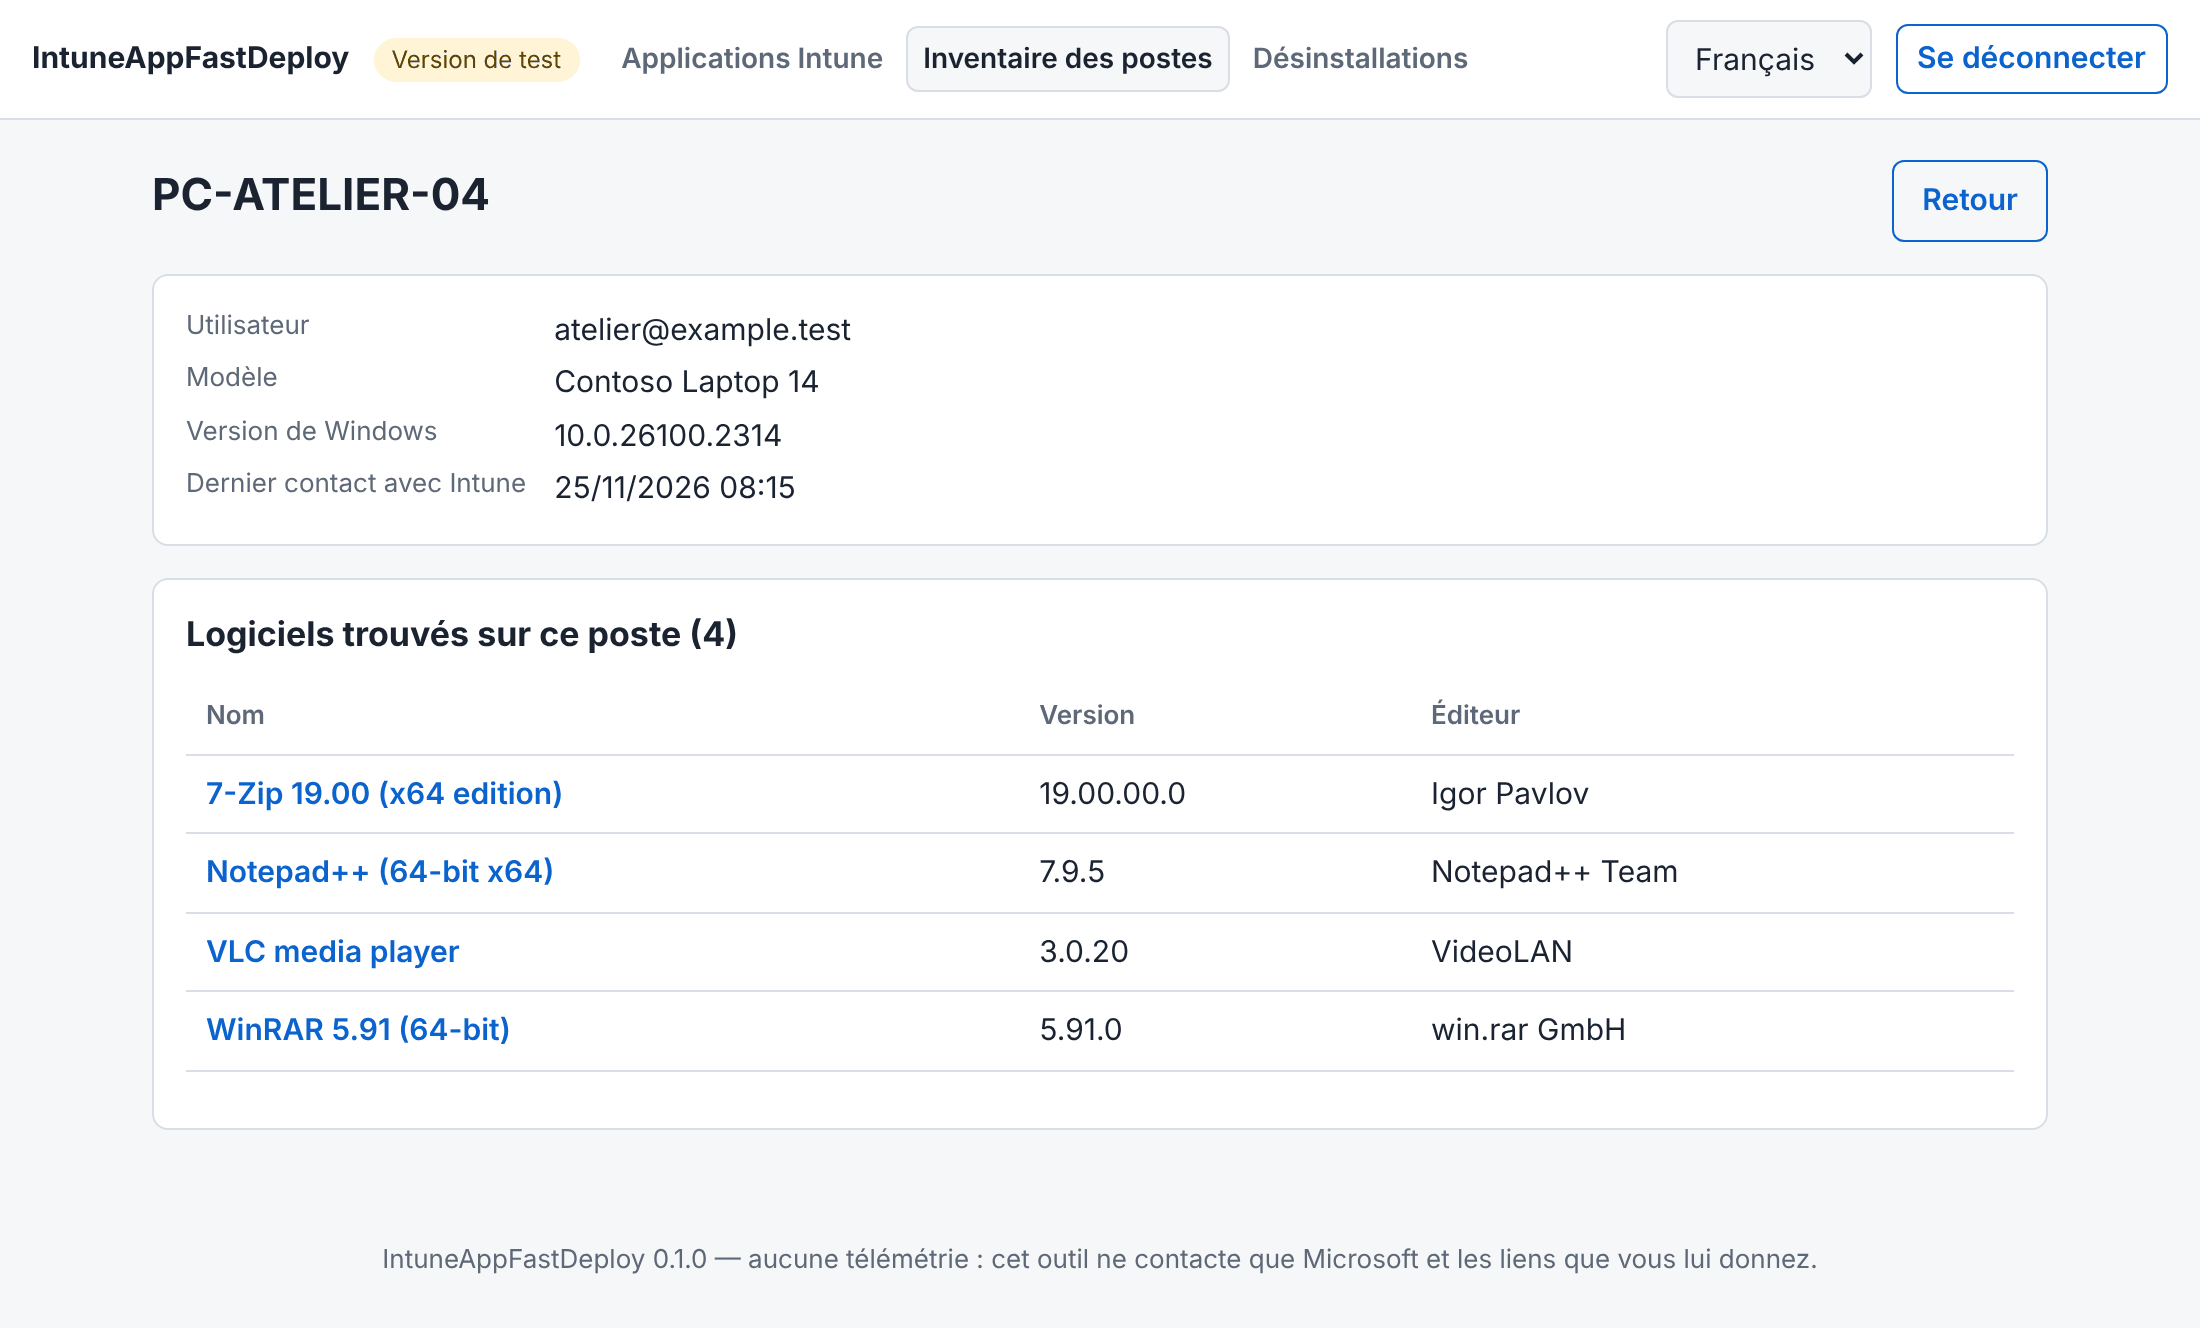 IntuneAppFastDeploy Version de test Applications Intune Inventaire des postes Désinstallations Français Se déconnecter
PC-ATELIER-04 Retour
Utilisateur atelier@example.test
Modèle Contoso Laptop 14
Version de Windows 10.0.26100.2314
Dernier contact avec Intune 25/11/2026 08:15
Logiciels trouvés sur ce poste (4)
Nom Version Éditeur
7-Zip 19.00 (x64 edition) 19.00.00.0 Igor Pavlov
Notepad++ (64-bit x64) 7.9.5 Notepad++ Team
VLC media player 3.0.20 VideoLAN
WinRAR 5.91 (64-bit) 5.91.0 win.rar GmbH
IntuneAppFastDeploy 0.1.0 — aucune télémétrie : cet outil ne contacte que Microsoft et les liens que vous lui donnez.